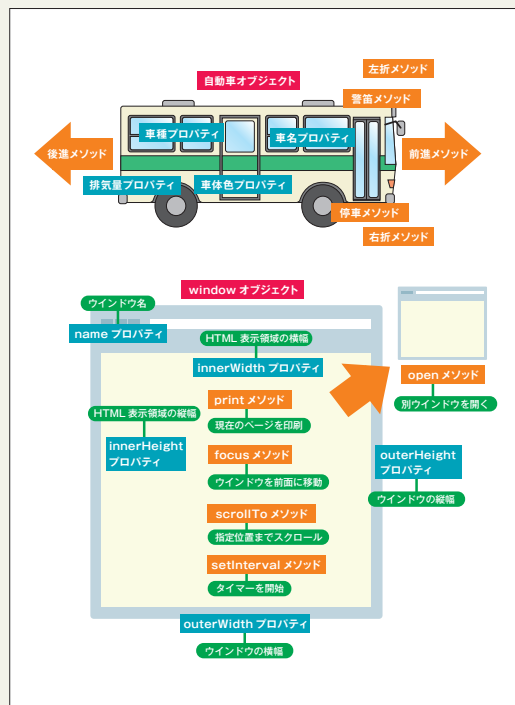 左折メソッド
自動車オブジェクト
警笛メソッド
車種プロパティ
車名プロパティ
後進メソッド
前進メソッド
排気量プロパティ
車体色プロパティ
停車メソッド
右折メソッド
window オブジェクト
ウインドウ名
name プロパティ
HTML 表示領域の横幅
innerWidth プロパティ
open メソッド
別ウインドウを開く
print メソッド
現在のページを印刷
HTML 表示領域の縦幅
innerHeight
プロパティ
focus メソッド
ウインドウを前面に移動
outerHeight
プロパティ
ウインドウの縦幅
scrollTo メソッド
指定位置までスクロール
setInterval メソッド
タイマーを開始
outerWidth プロパティ
ウインドウの横幅